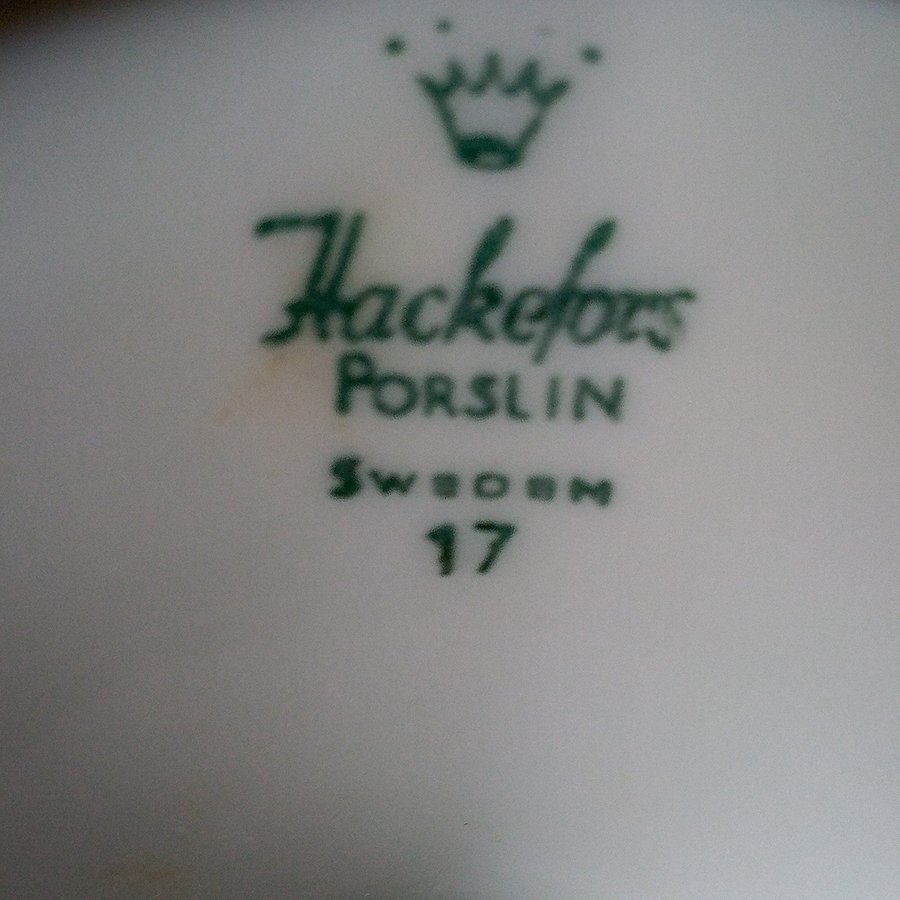 Hackefors
PORSLIN
SWEDEN
17